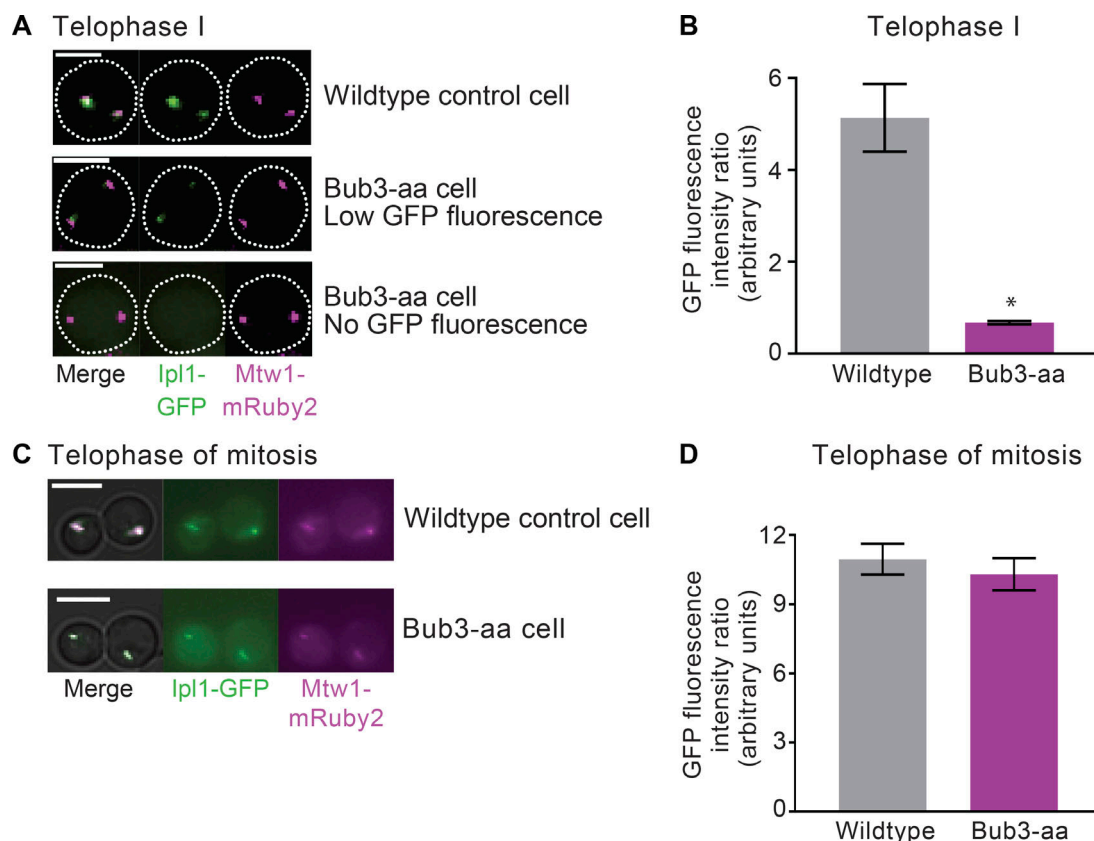 A Telophase I
Wildtype control cell
Bub3-aa cell
Low GFP fluorescence
Bub3-aa cell
No GFP fluorescence
Merge Ipl1- Mtw1-
GFP mRuby2
B Telophase I
GFP fluorescence
intensity ratio
(arbitrary units)
6
4
2
0
*
Wildtype Bub3-aa
C Telophase of mitosis
Wildtype control cell
Bub3-aa cell
Merge Ipl1-GFP Mtw1-
mRuby2
D Telophase of mitosis
GFP fluorescence
intensity ratio
(arbitrary units)
12
9
6
3
0
Wildtype Bub3-aa